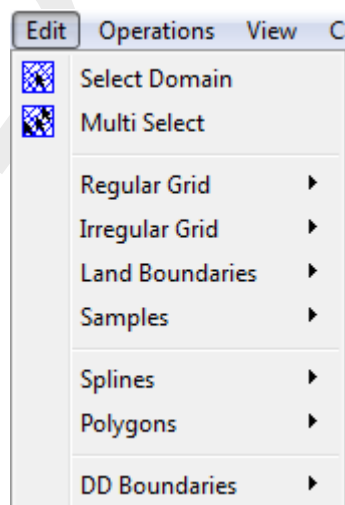 Edit Operations View
Select Domain
Multi Select
Regular Grid
Irregular Grid
Land Boundaries
Samples
Splines
Polygons
DD Boundaries